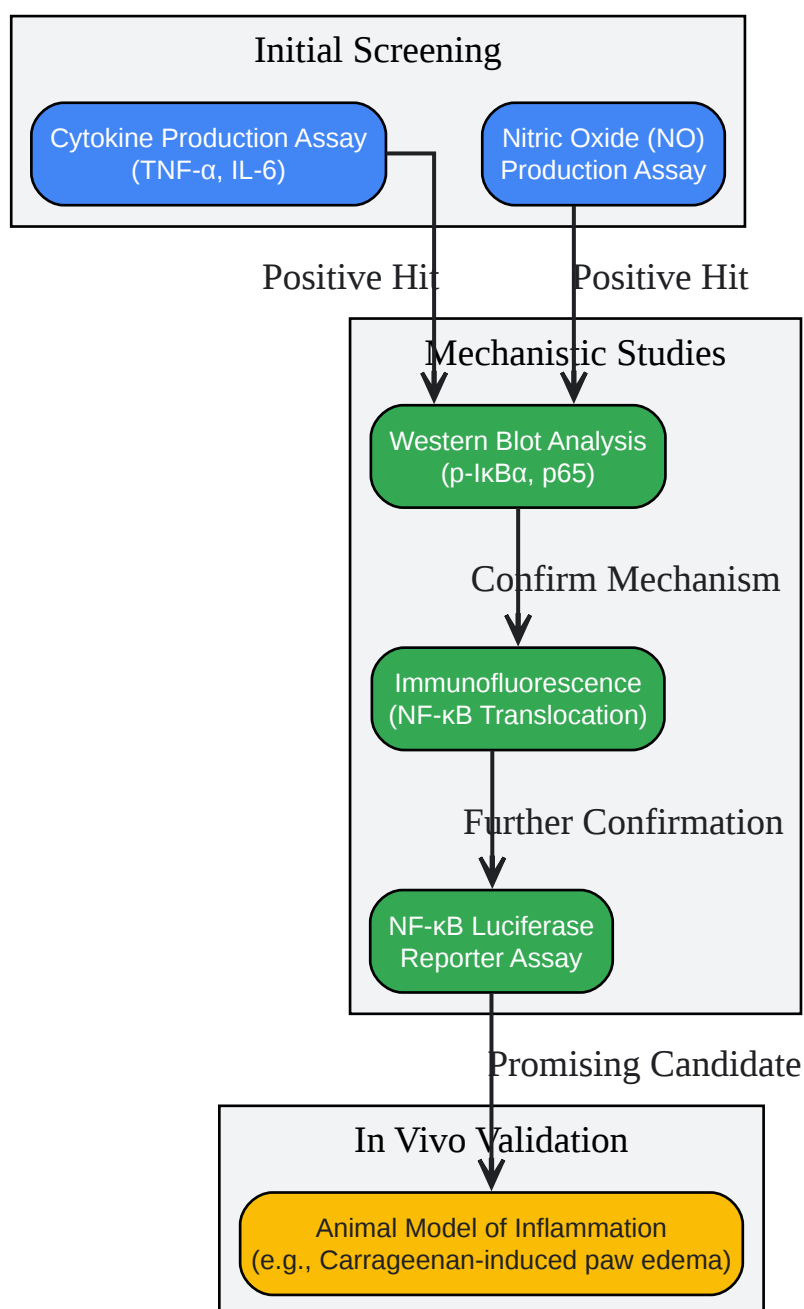 Initial Screening
Cytokine Production Assay
(TNF-α, IL-6)
Nitric Oxide (NO)
Production Assay
Positive Hit
Positive Hit
Mechanistic Studies
Western Blot Analysis
(p-IκBα, p65)
Confirm Mechanism
Immunofluorescence
(NF-κB Translocation)
Further Confirmation
NF-κB Luciferase
Reporter Assay
Promising Candidate
In Vivo Validation
Animal Model of Inflammation
(e.g., Carrageenan-induced paw edema)